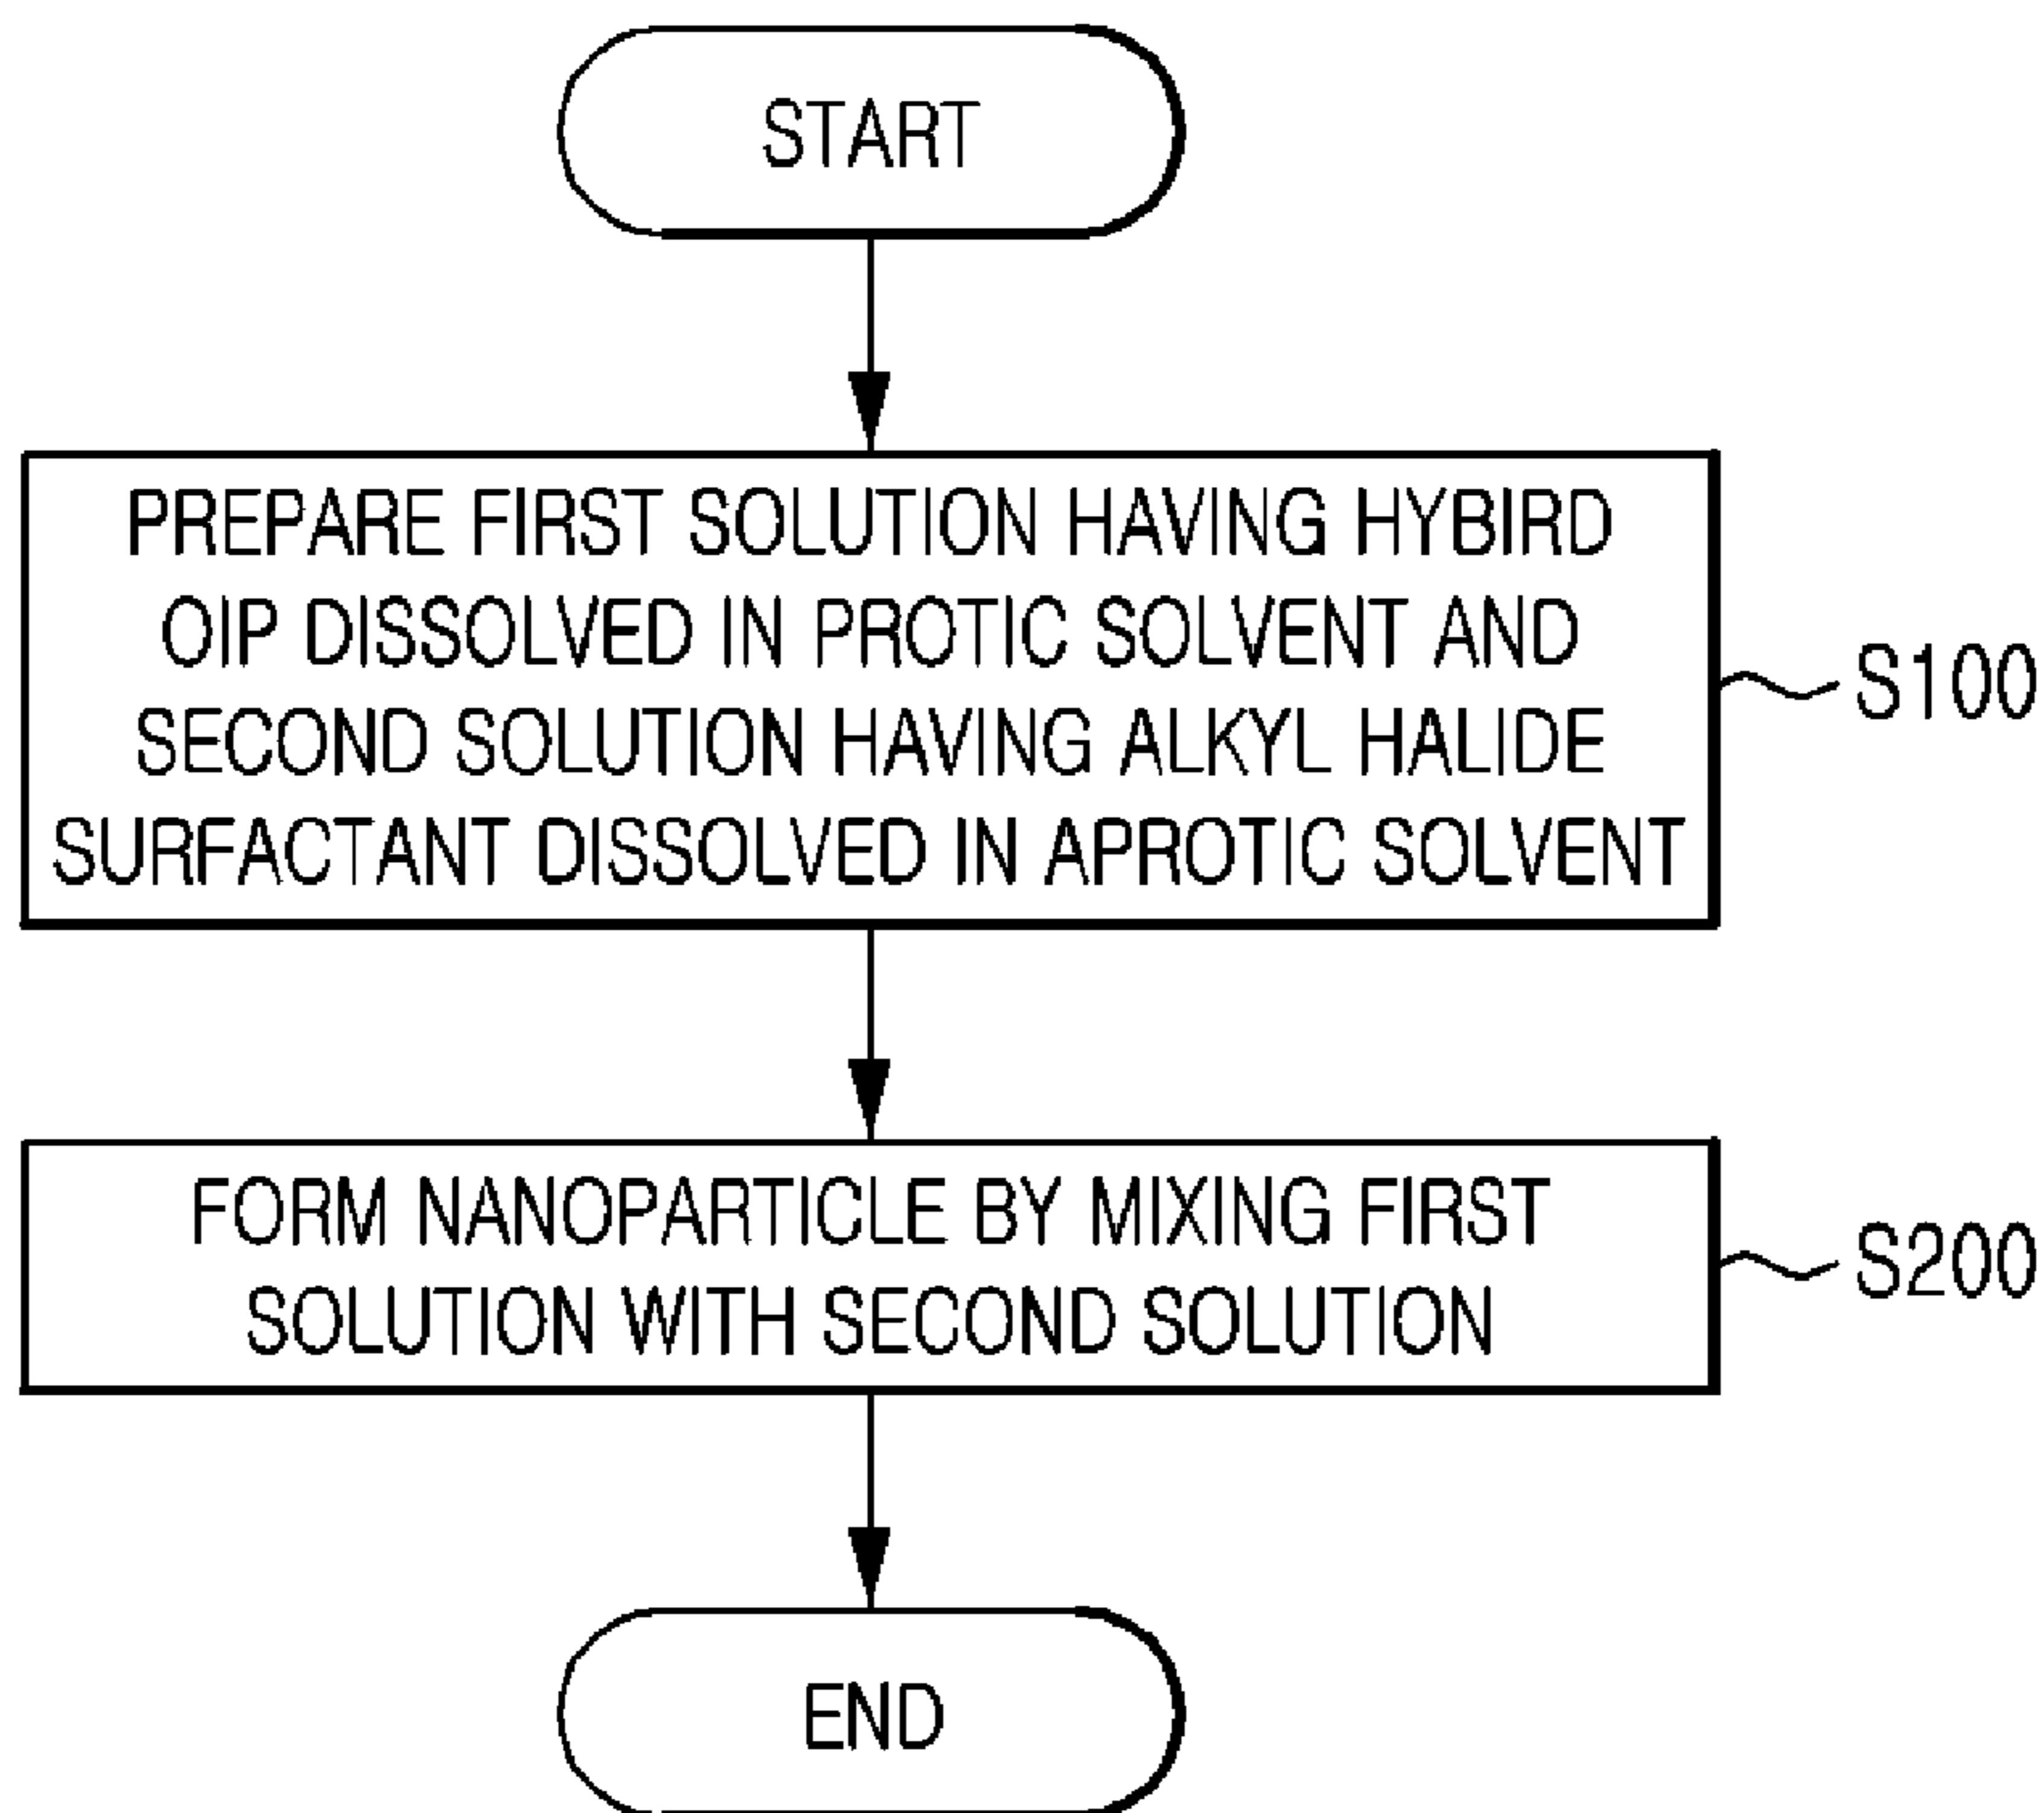 START
PREPARE FIRST SOLUTION HAVING HYBIRD
OIP DISSOLVED IN PROTIC SOLVENT AND
SECOND SOLUTION HAVING ALKYL HALIDE
SURFACTANT DISSOLVED IN APROTIC SOLVENT
S100
FORM NANOPARTICLE BY MIXING FIRST
SOLUTION WITH SECOND SOLUTION
S200
END